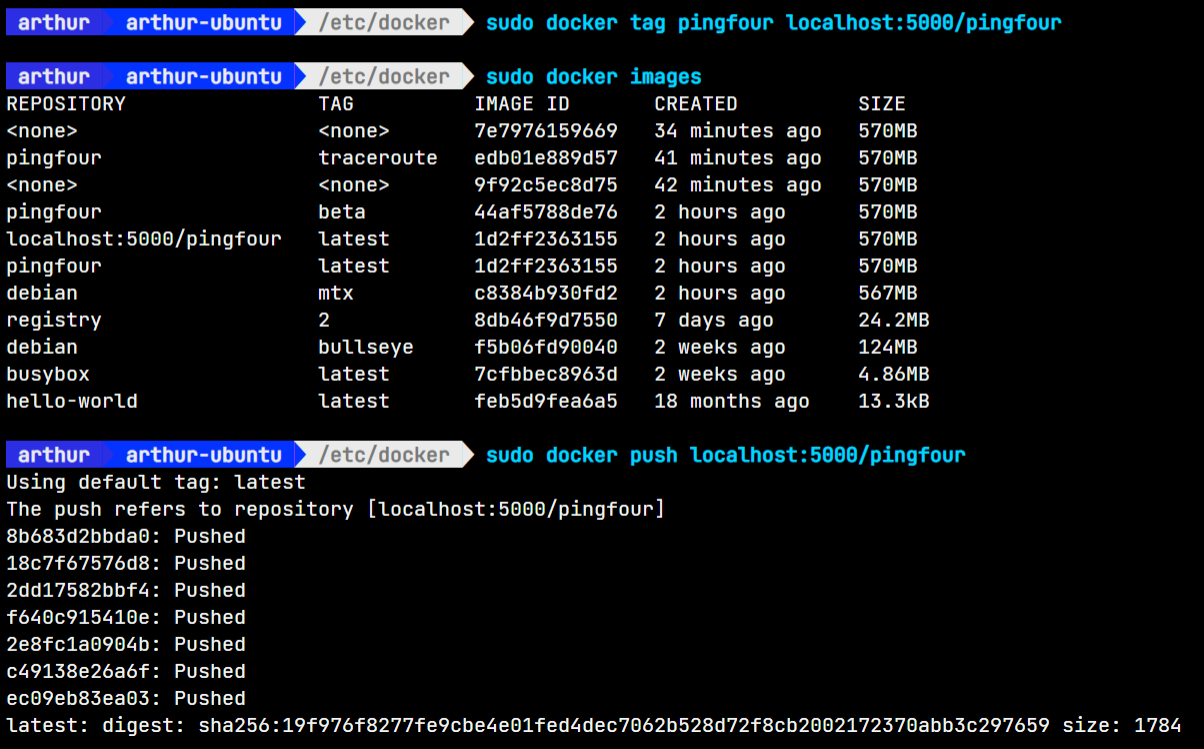 arthur arthur-ubuntu /etc/docker sudo docker tag pingfour localhost:5000/pingfour
arthur arthur-ubuntu /etc/docker sudo docker images
REPOSITORY TAG IMAGE ID CREATED SIZE
<none> <none> 7e7976159669 34 minutes ago 570MB
pingfour traceroute edb01e889d57 41 minutes ago 570MB
<none> <none> 9f92c5ec8d75 42 minutes ago 570MB
pingfour beta 44af5788de76 2 hours ago 570MB
localhost:5000/pingfour latest 1d2ff2363155 2 hours ago 570MB
pingfour latest 1d2ff2363155 2 hours ago 570MB
debian mtx c8384b930fd2 2 hours ago 567MB
registry 2 8db46f9d7550 7 days ago 24.2MB
debian bullseye f5b06fd90040 2 weeks ago 124MB
busybox latest 7cfbbec8963d 2 weeks ago 4.86MB
hello-world latest feb5d9fea6a5 18 months ago 13.3kB
arthur arthur-ubuntu /etc/docker sudo docker push localhost:5000/pingfour
Using default tag: latest
The push refers to repository [localhost:5000/pingfour]
8b683d2bbda0: Pushed
18c7f67576d8: Pushed
2dd17582bbf4: Pushed
f640c915410e: Pushed
2e8fc1a0904b: Pushed
c49138e26a6f: Pushed
ec09eb83ea03: Pushed
latest: digest: sha256:19f976f8277fe9cbe4e01fed4dec7062b528d72f8cb2002172370abb3c297659 size: 1784